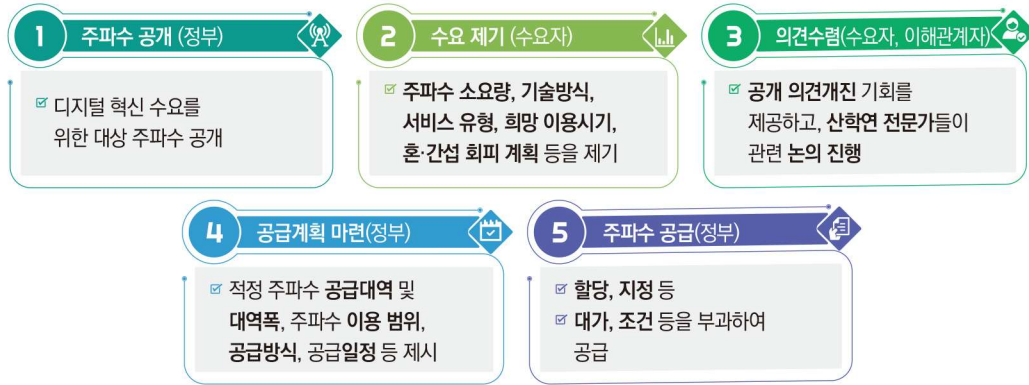 1 주파수 공개 (정부)
디지털 혁신 수요를
위한 대상 주파수 공개
2 수요 제기 (수요자)
주파수 소요량, 기술방식,
서비스 유형, 희망 이용시기,
혼·간섭 회피 계획 등을 제기
3 의견수렴(수요자, 이해관계자)
공개 의견개진 기회를
제공하고, 산학연 전문가들이
관련 논의 진행
4 공급계획 마련(정부)
적정 주파수 공급대역 및
대역폭, 주파수 이용 범위,
공급방식, 공급일정 등 제시
5 주파수 공급(정부)
할당, 지정 등
대가, 조건 등을 부과하여
공급